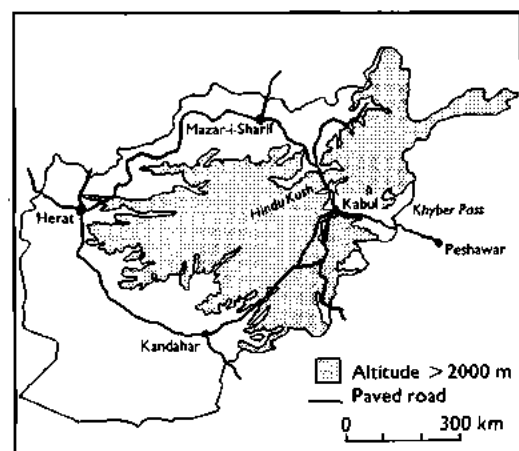 Mazar-i-Sharif
Hindu Kush
Kabul
Khyber Pass
Herat
Peshawar
Kandahar
Altitude > 2000 m
Paved road
0 300 km